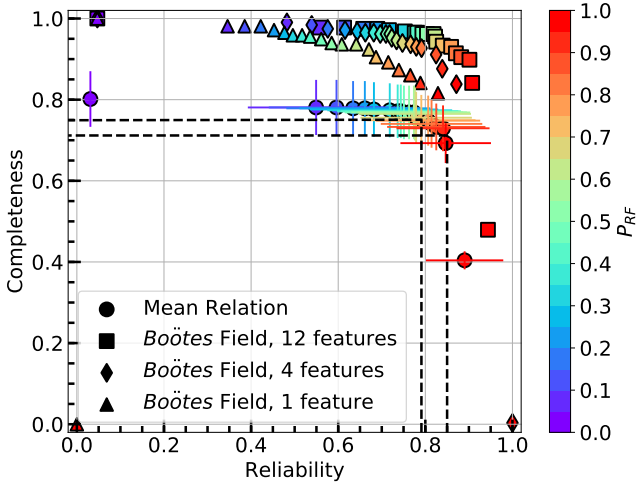 1.0
0.8
0.6
0.4
0.2
0.0
Completeness
Mean Relation
Boötes Field, 12 features
Boötes Field, 4 features
Boötes Field, 1 feature
0.0 0.2 0.4 0.6 0.8 1.0
Reliability
1.0
0.9
0.8
0.7
0.6
0.5
0.4
0.3
0.2
0.1
0.0
P_RF